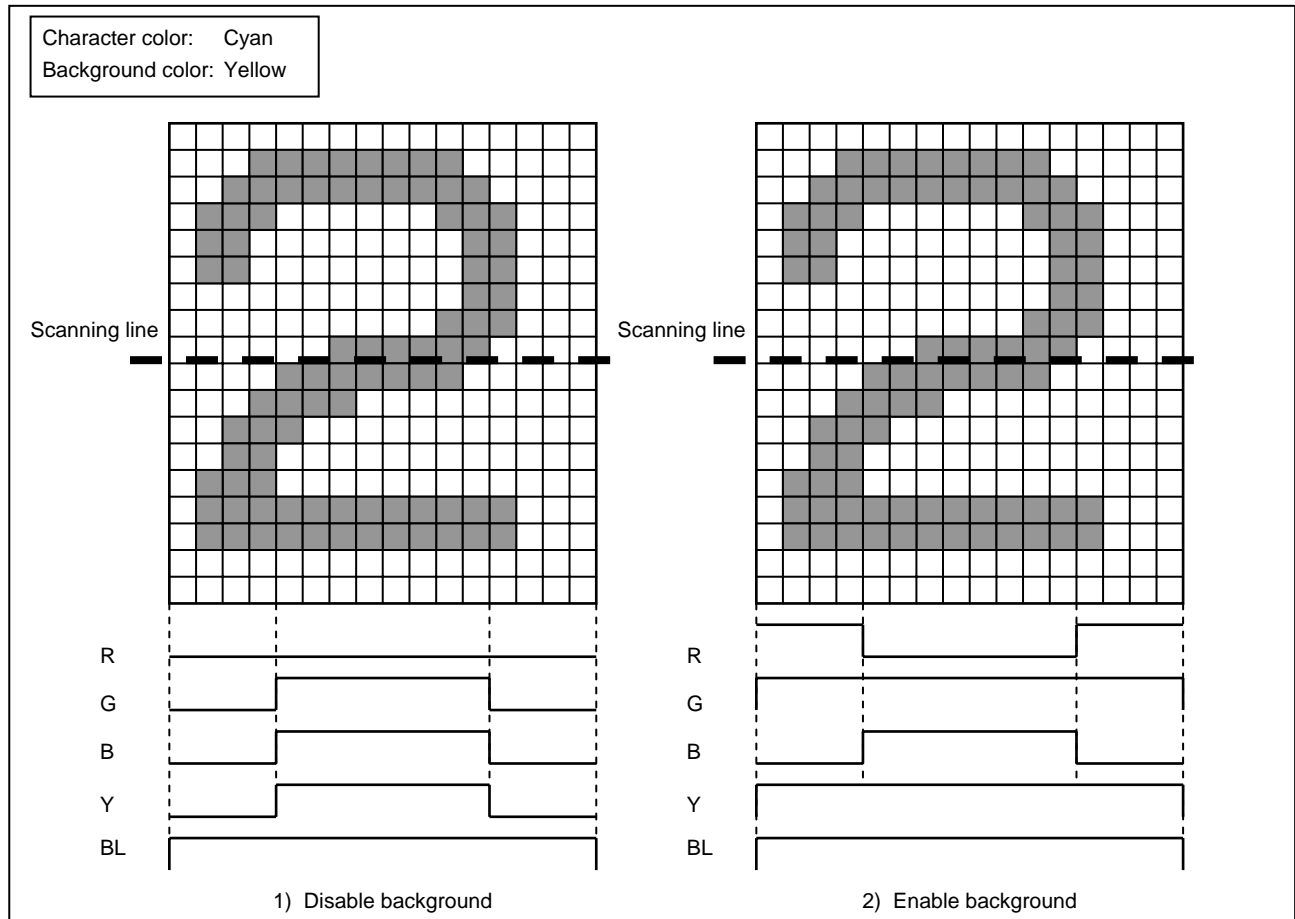 Character color: Cyan
Background color: Yellow
Scanning line
Scanning line
R
G
B
Y
BL
1) Disable background
R
G
B
Y
BL
2) Enable background